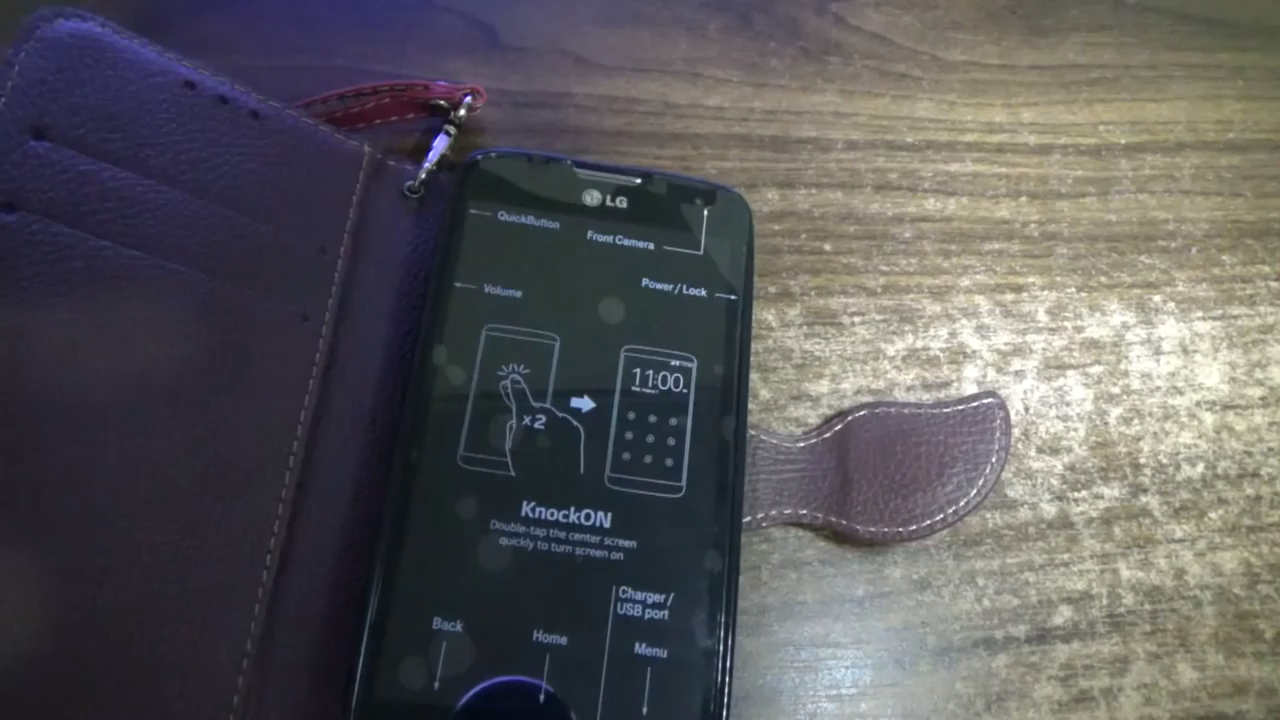 LG
QuickButton
Front Camera
Volume
Power / Lock
11:00
x2
KnockON
Double-tap the center screen
quickly to turn screen on
Charger /
USB port
Back
Home
Menu